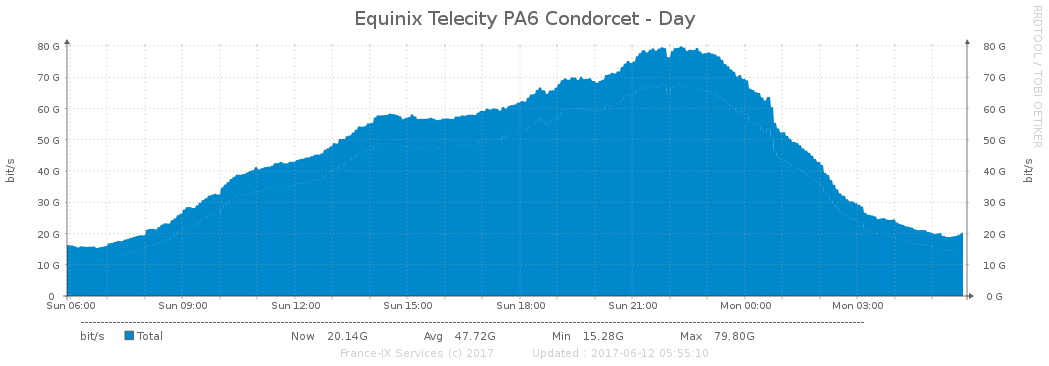 Equinix Telecity PA6 Condorcet - Day
RRDTOOL / TOBI OETIKER
80 G 80 G
70 G 70 G
60 G 60 G
50 G 50 G
40 G 40 G
30 G 30 G
20 G 20 G
10 G 10 G
0 0 G
bit/s
bit/s
Sun 06:00 Sun 09:00 Sun 12:00 Sun 15:00 Sun 18:00 Sun 21:00 Mon 00:00 Mon 03:00
bit/s Total Now 20.14G Avg 47.72G Min 15.28G Max 79.80G
France-IX Services (c) 2017 Updated : 2017-06-12 05:55:10